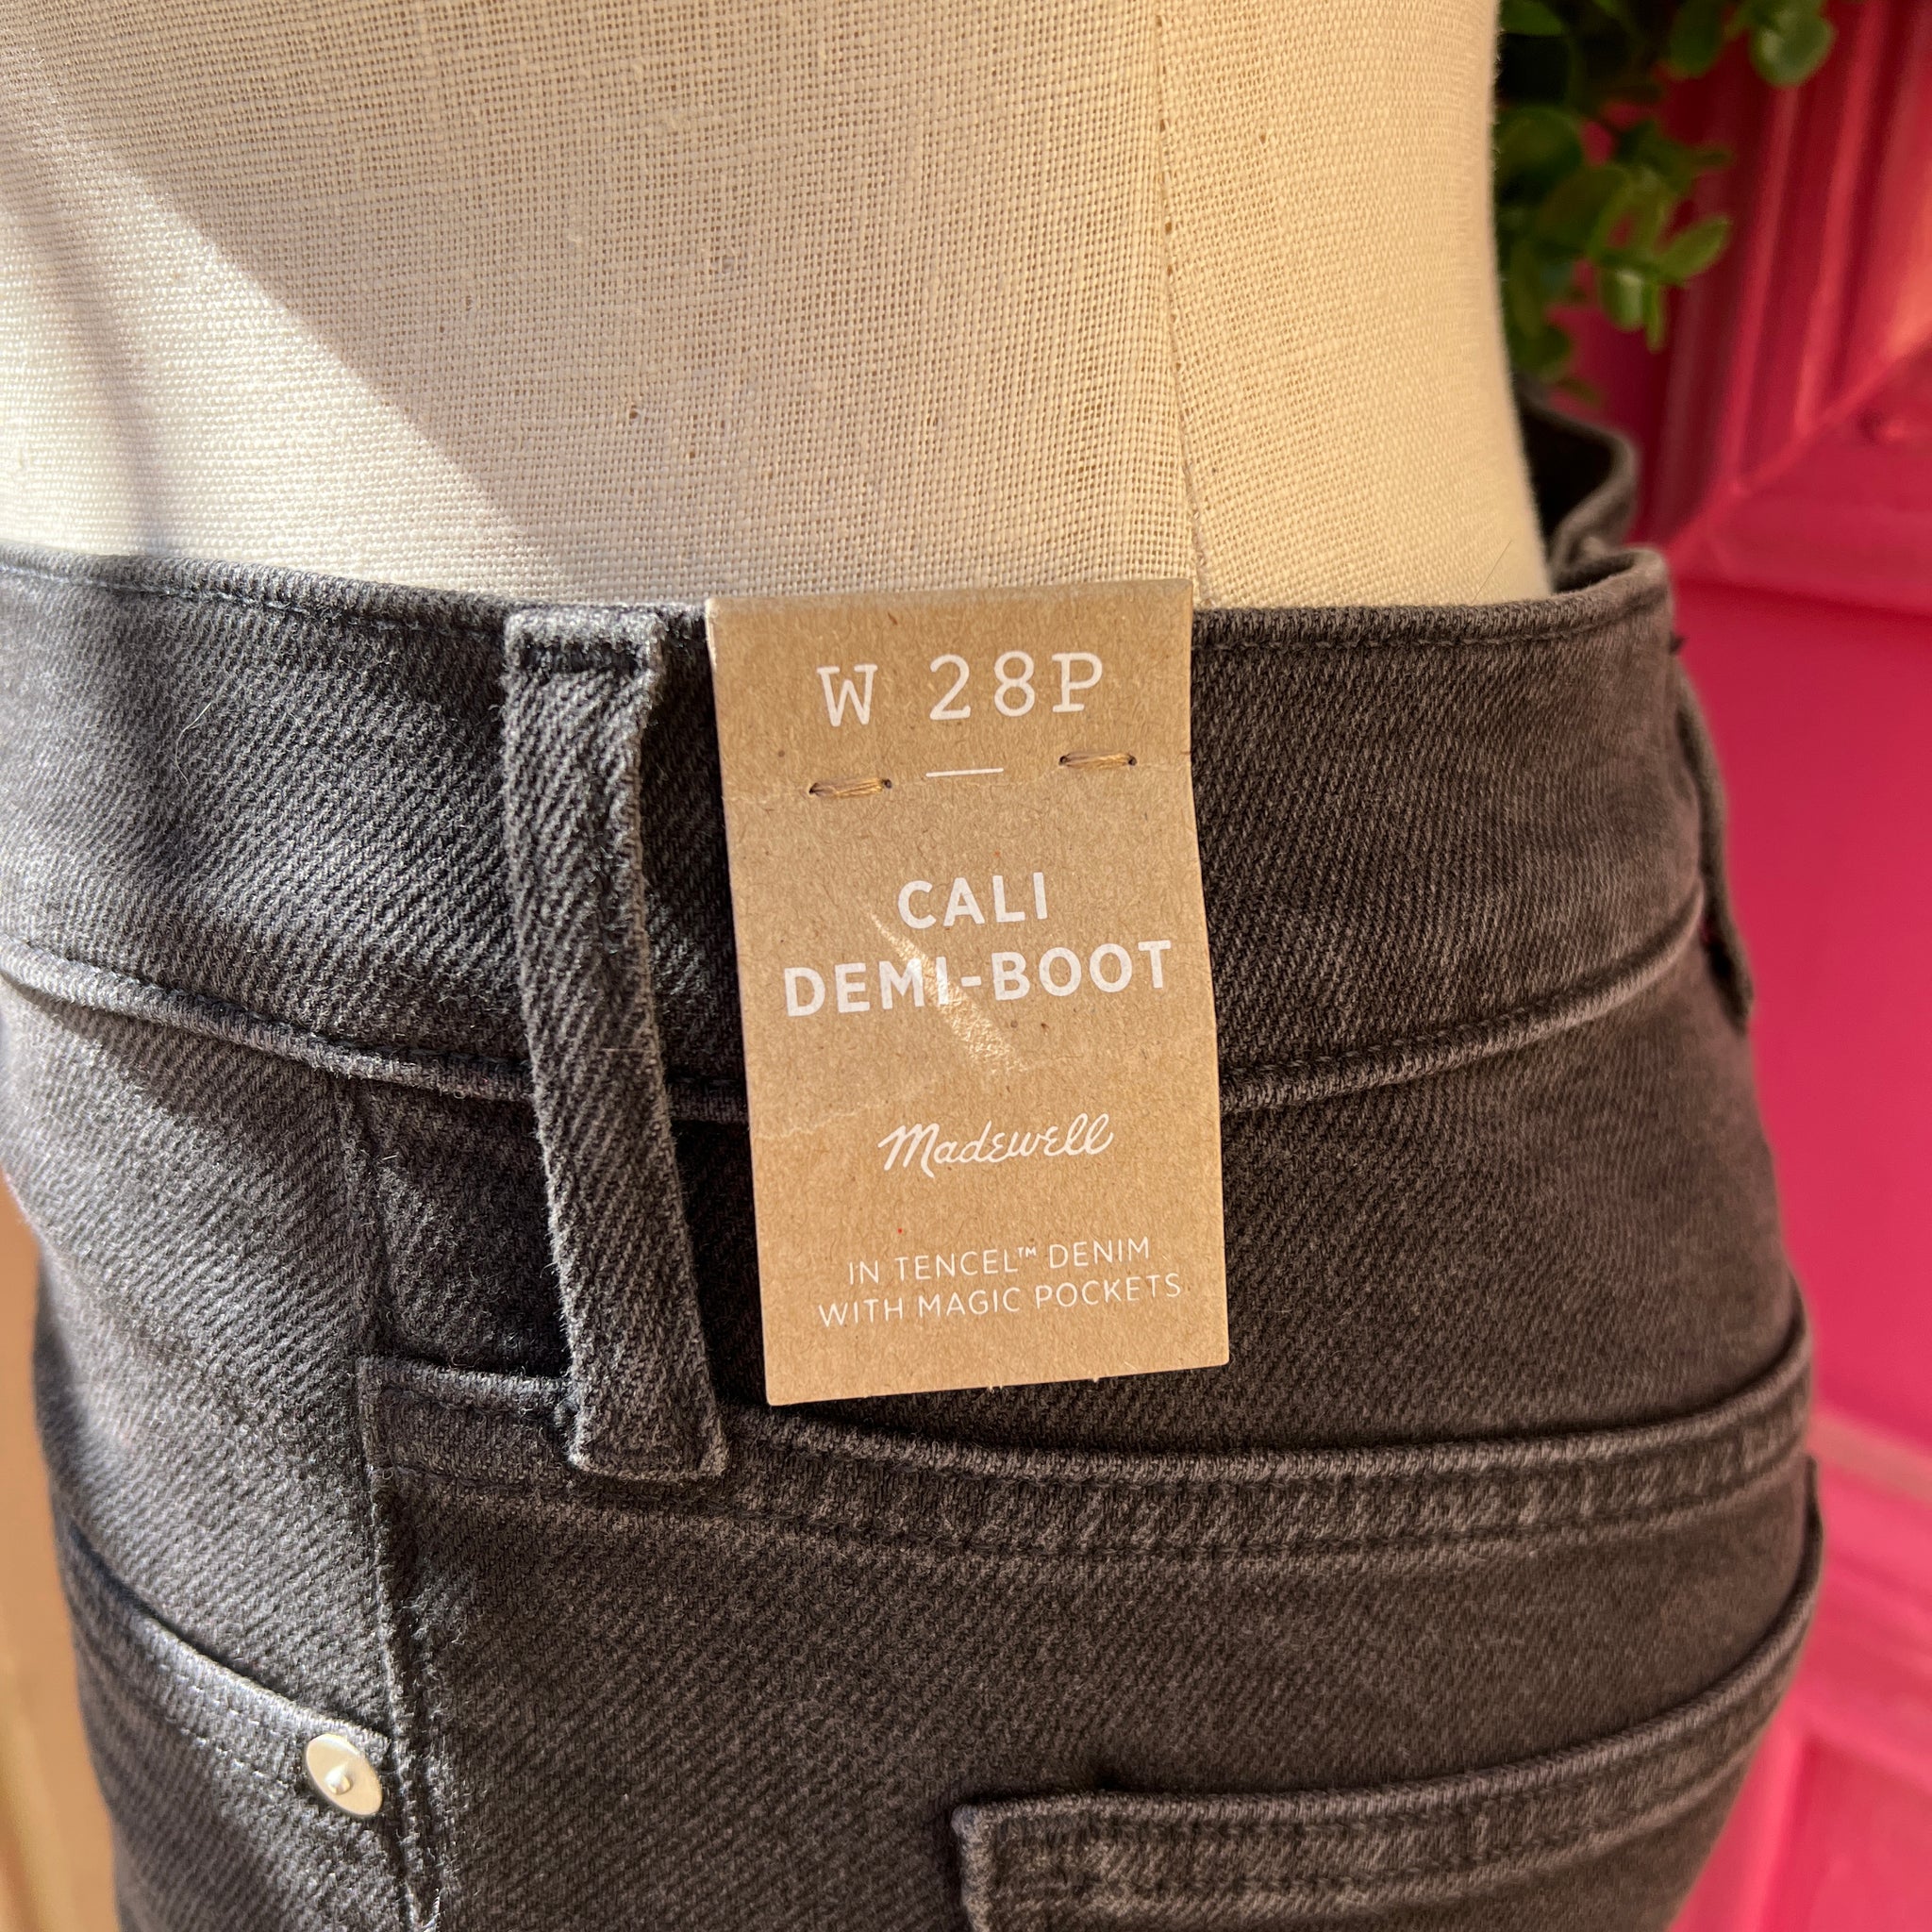 W 28P
CALI
DEMI-BOOT
Madewell
IN TENCEL™ DENIM
WITH MAGIC POCKETS